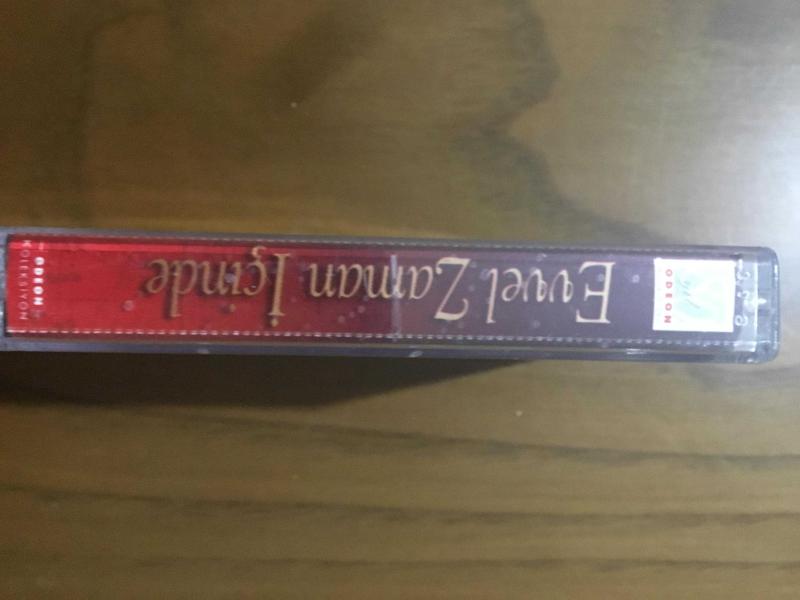 ODEON
Evvel Zaman İçinde
ODEON
KOLEKSİYON